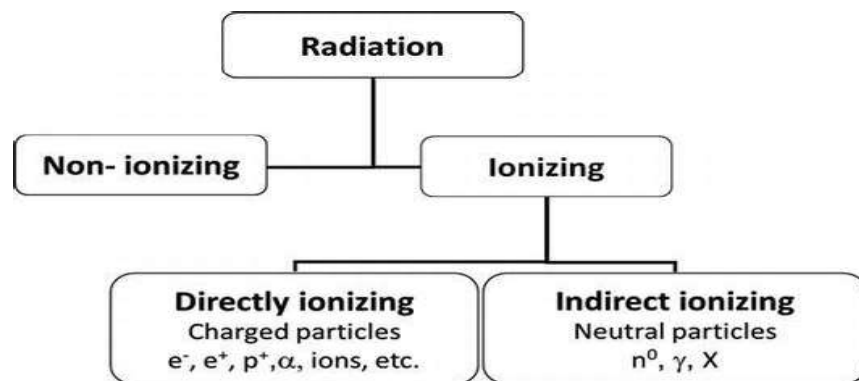 Radiation
Non- ionizing
Ionizing
Directly ionizing
Charged particles
e⁻, e⁺, p⁺,α, ions, etc.
Indirect ionizing
Neutral particles
n⁰, γ, X